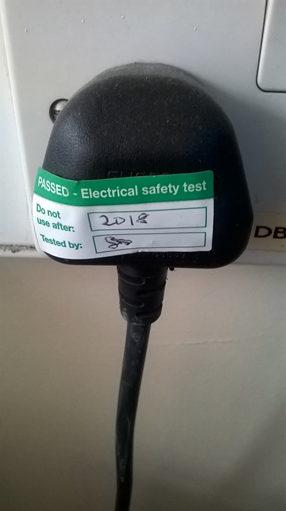 PASSED - Electrical safety test
Do not
use after: 2018
Tested by:
DB